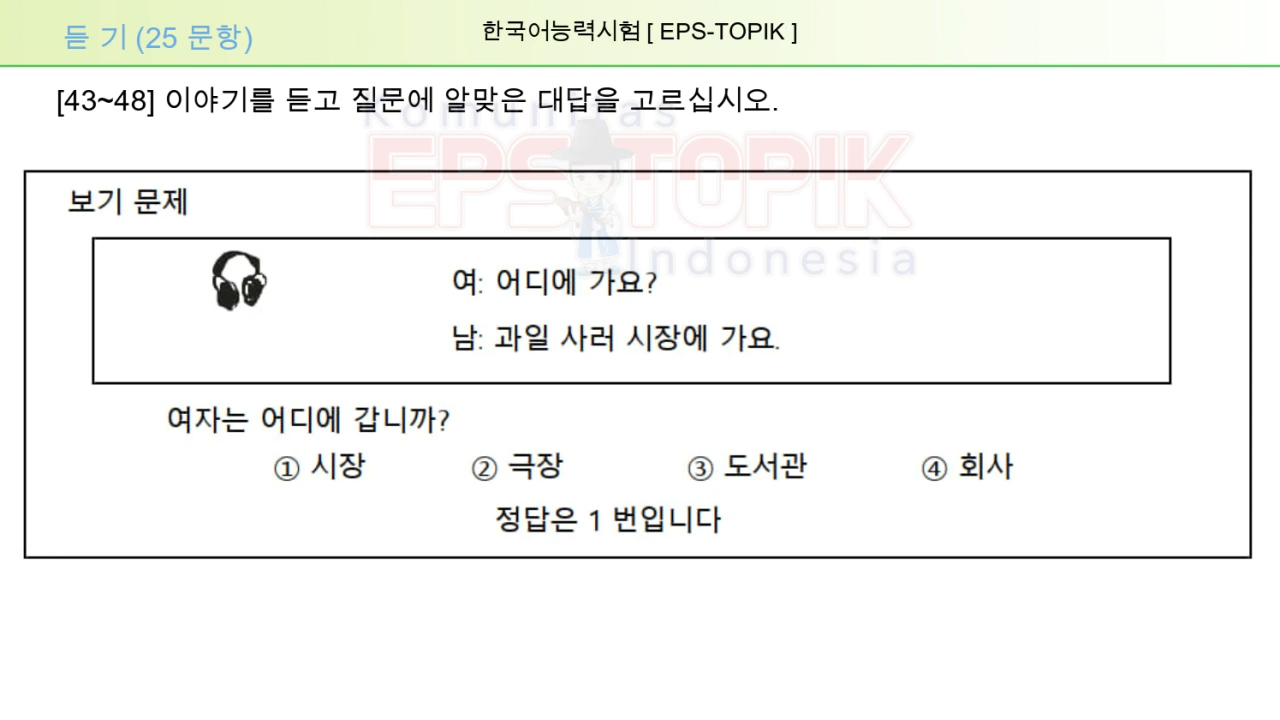 듣 기 (25 문항)
한국어능력시험 [ EPS-TOPIK ]
[43~48] 이야기를 듣고 질문에 알맞은 대답을 고르십시오.
Komunitas
EPS TOPIK
Indonesia
보기 문제
여: 어디에 가요?
남: 과일 사러 시장에 가요.
여자는 어디에 갑니까?
① 시장 ② 극장 ③ 도서관 ④ 회사
정답은 1 번입니다